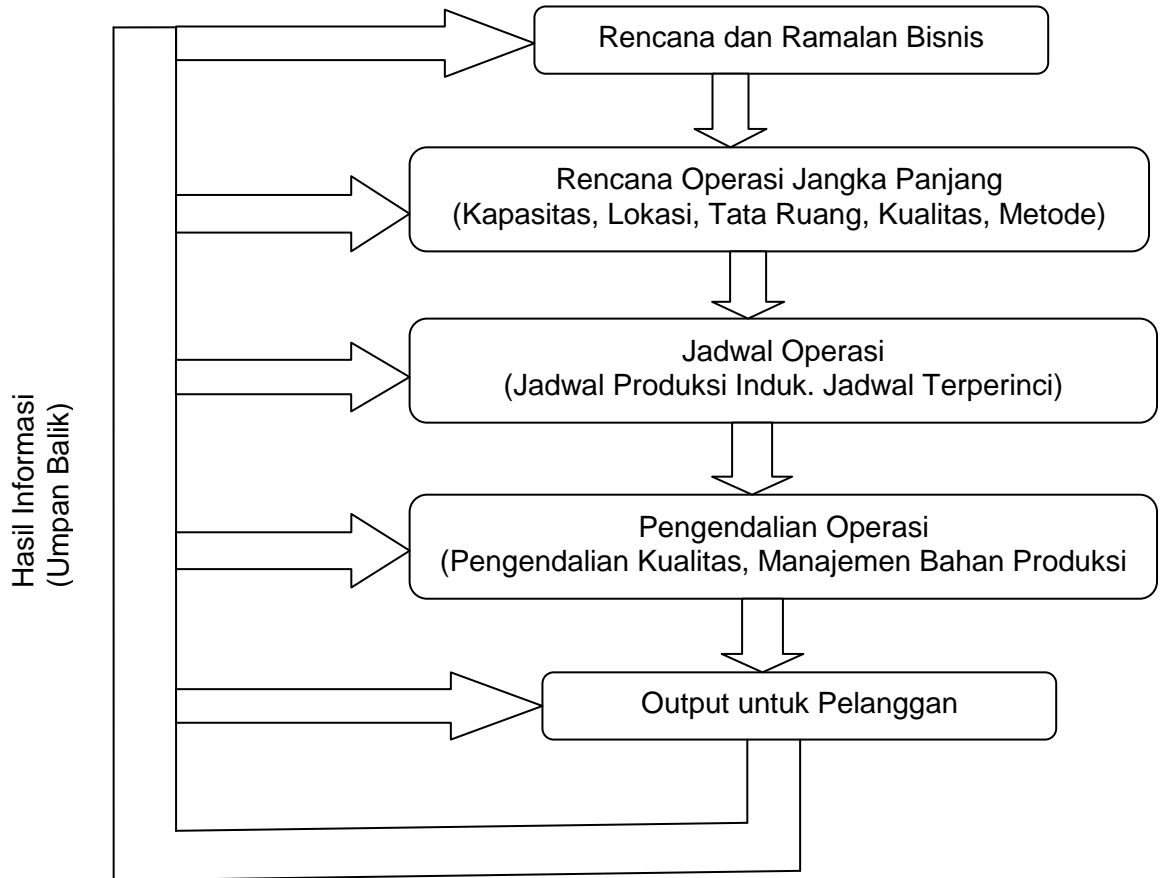 Rencana dan Ramalan Bisnis
Rencana Operasi Jangka Panjang
(Kapasitas, Lokasi, Tata Ruang, Kualitas, Metode)
Jadwal Operasi
(Jadwal Produksi Induk. Jadwal Terperinci)
Pengendalian Operasi
(Pengendalian Kualitas, Manajemen Bahan Produksi
Output untuk Pelanggan
Hasil Informasi
(Umpan Balik)